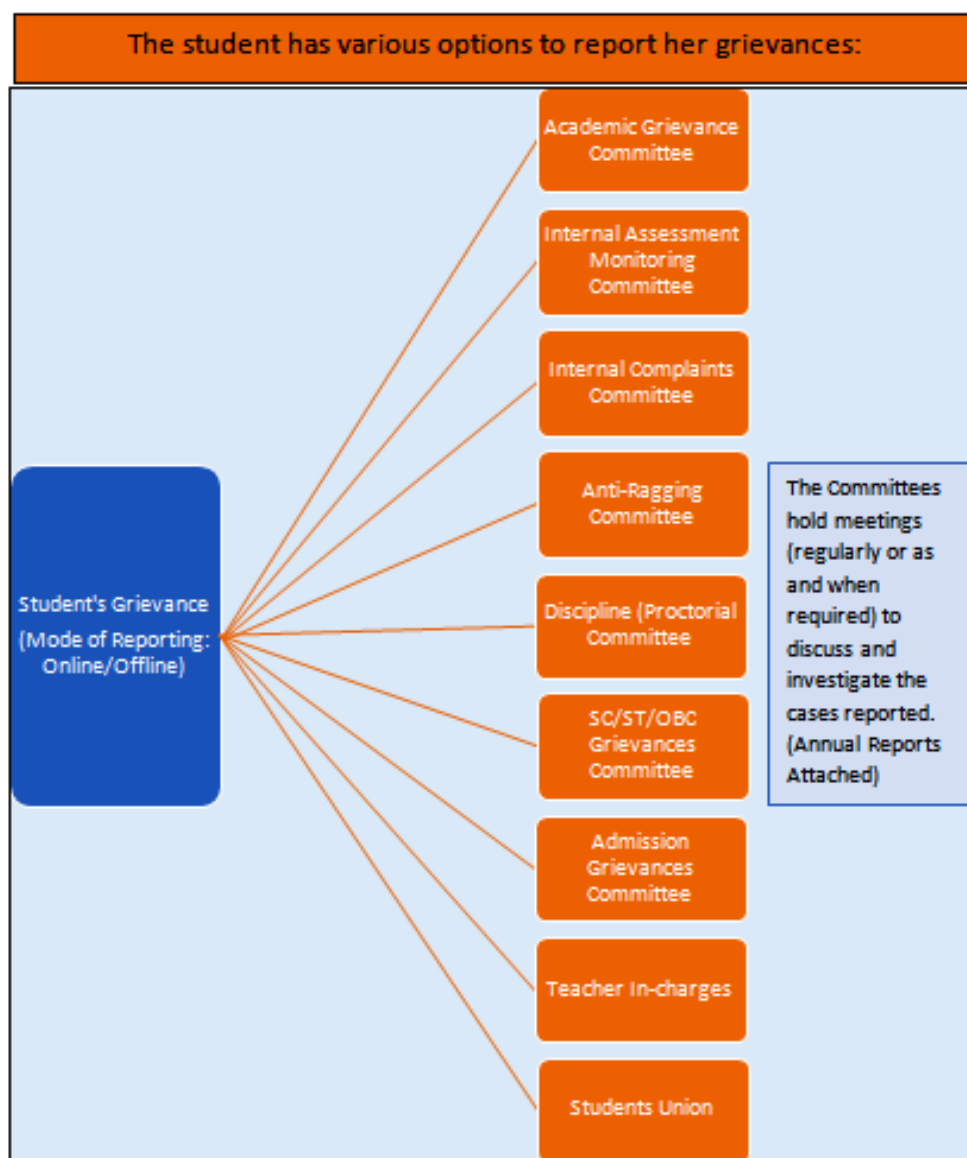 The student has various options to report her grievances:
Academic Grievance
Committee
Internal Assessment
Monitoring
Committee
Internal Complaints
Committee
Anti-Ragging
Committee
Student's Grievance
(Mode of Reporting:
Online/Offline)
Discipline (Proctorial
Committee
SC/ST/OBC
Grievances
Committee
Admission
Grievances
Committee
Teacher In-charges
Students Union
The Committees
hold meetings
(regularly or as
and when
required) to
discuss and
investigate the
cases reported.
(Annual Reports
Attached)